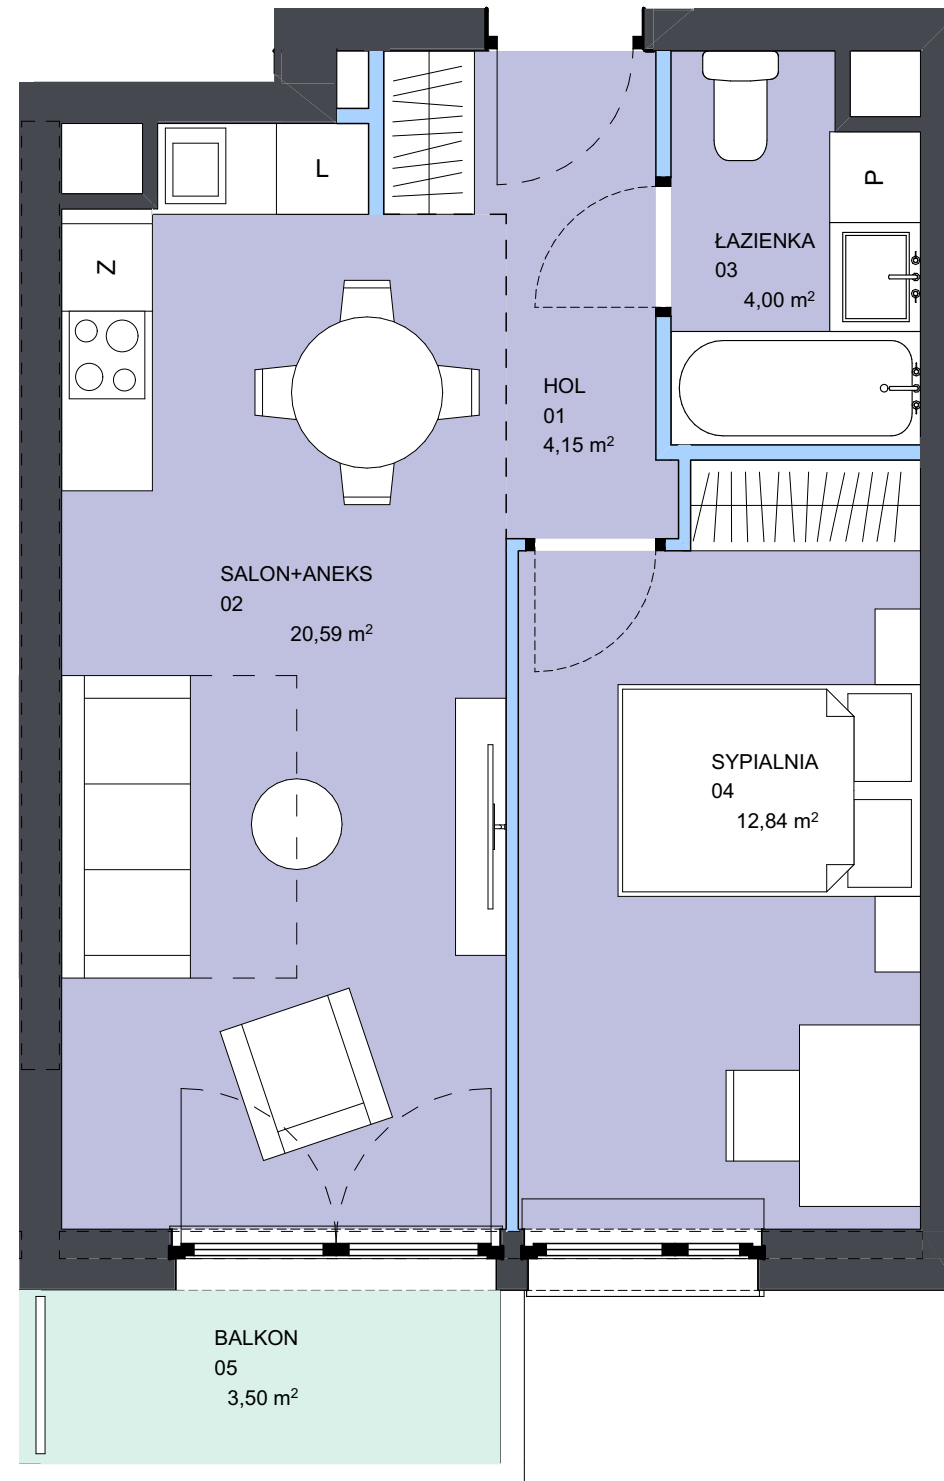 L
P
Z
ŁAZIENKA
03
4,00 m²
HOL
01
4,15 m²
SALON+ANEKS
02
20,59 m²
SYPIALNIA
04
12,84 m²
BALKON
05
3,50 m²